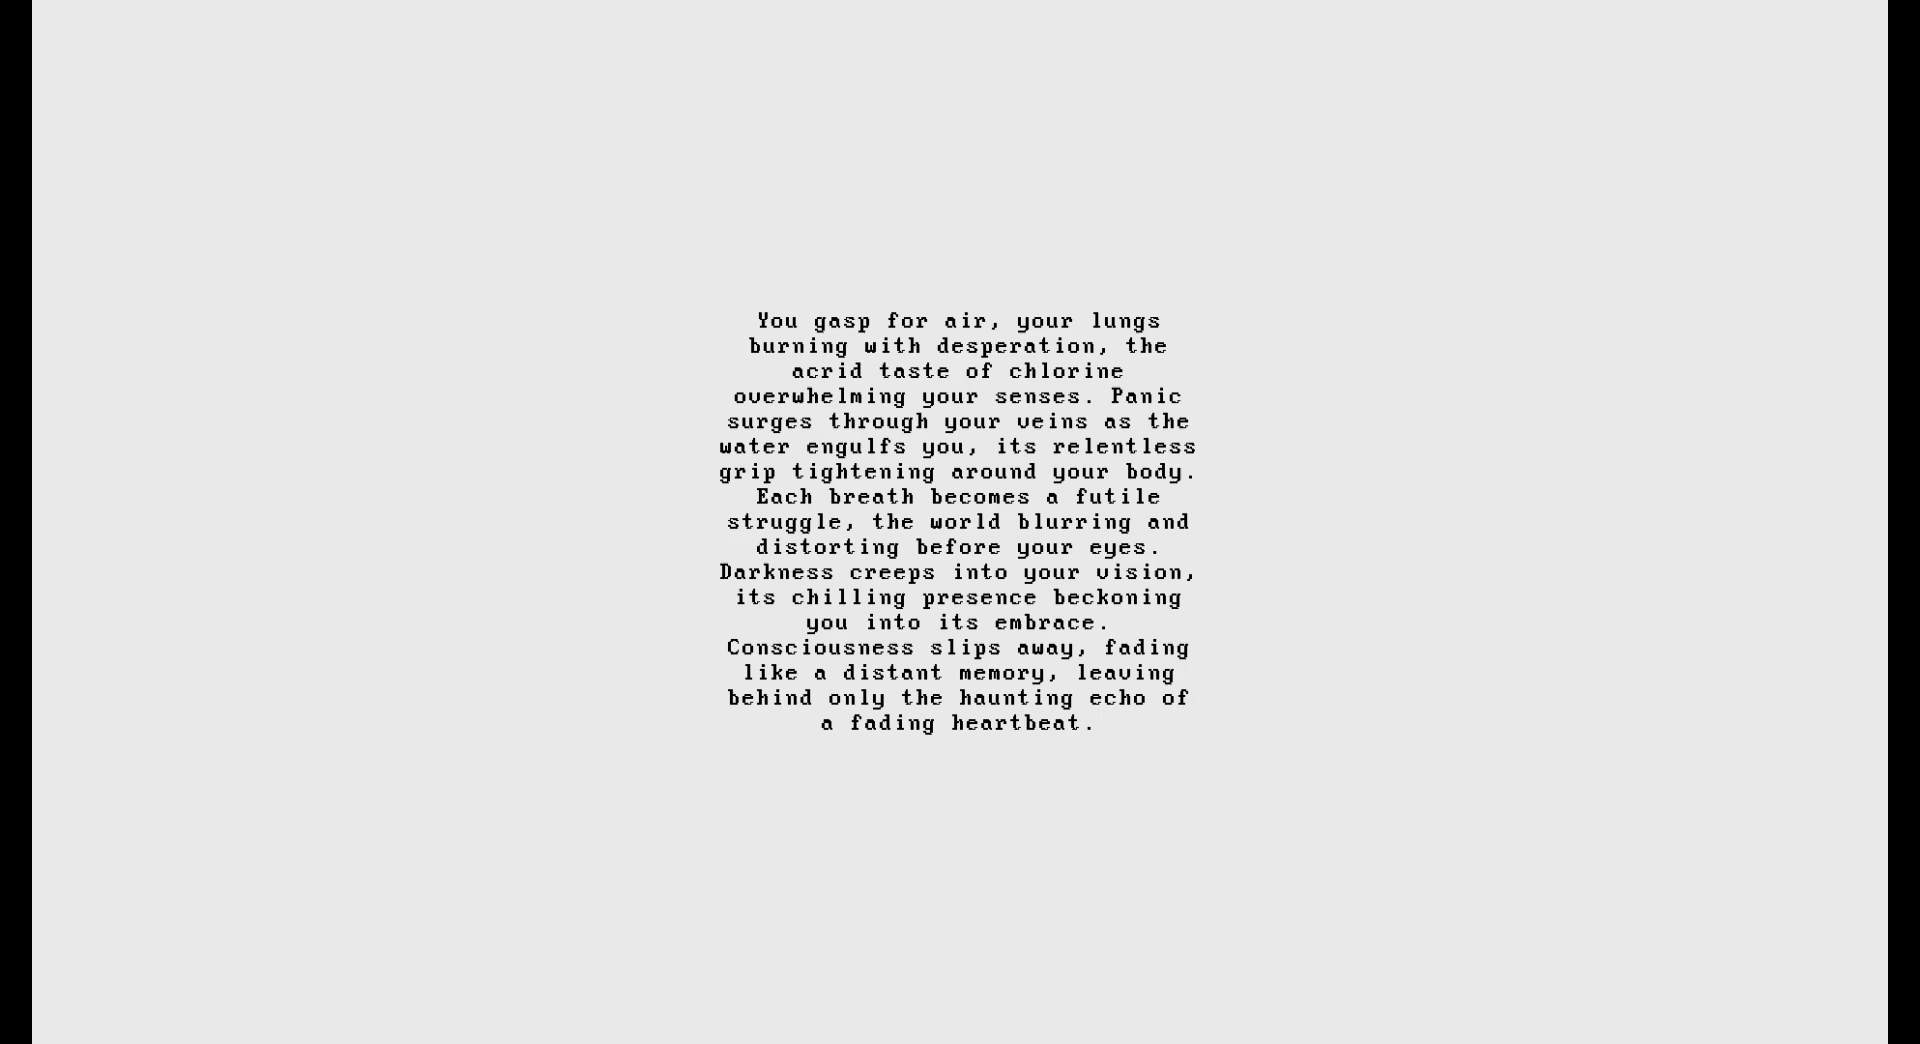 You gasp for air, your lungs
burning with desperation, the
acrid taste of chlorine
overwhelming your senses. Panic
surges through your veins as the
water engulfs you, its relentless
grip tightening around your body.
Each breath becomes a futile
struggle, the world blurring and
distorting before your eyes.
Darkness creeps into your vision,
its chilling presence beckoning
you into its embrace.
Consciousness slips away, fading
like a distant memory, leaving
behind only the haunting echo of
a fading heartbeat.